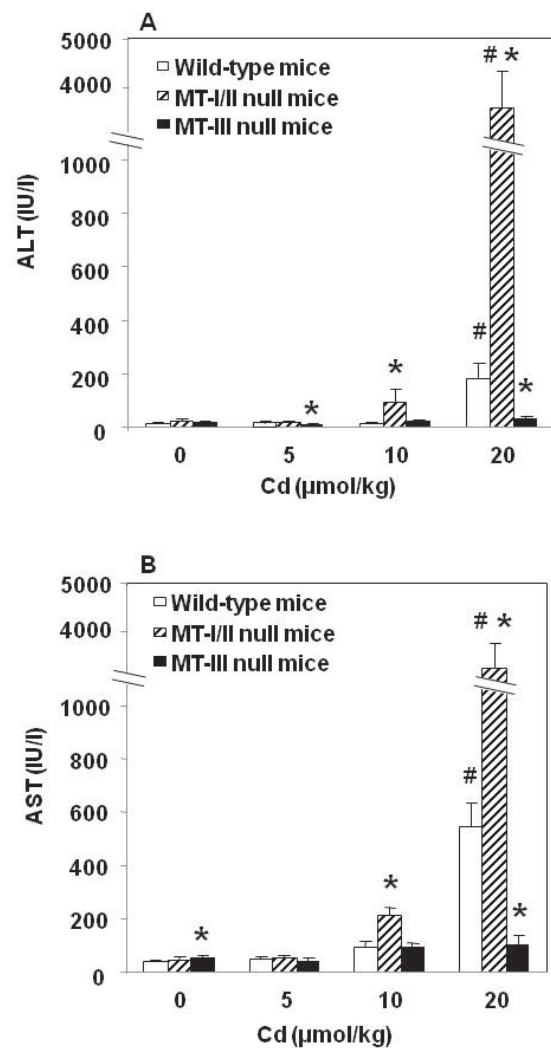 A
5000
4000
1000
800
600
400
200
0
ALT (IU/l)
Wild-type mice
MT-I/II null mice
MT-III null mice
# *
#
*
*
*
0 5 10 20
Cd (µmol/kg)
B
5000
4000
1000
800
600
400
200
0
AST (IU/l)
Wild-type mice
MT-I/II null mice
MT-III null mice
# *
#
*
*
*
0 5 10 20
Cd (µmol/kg)